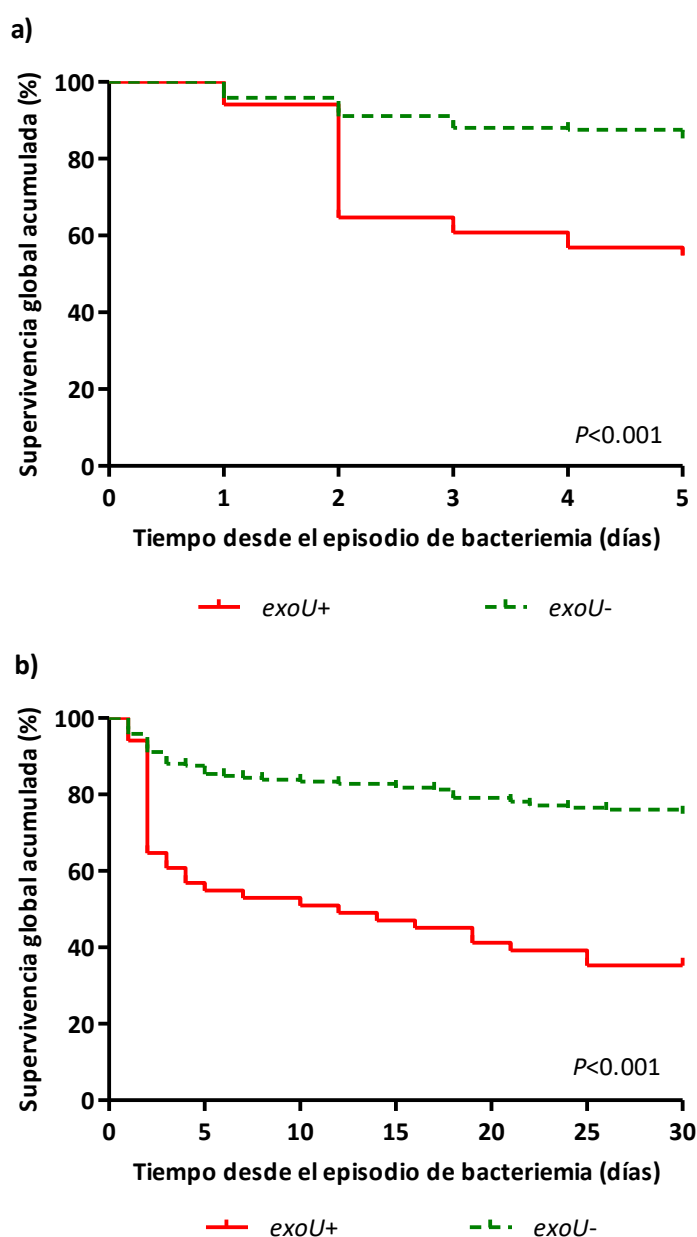 a)
Supervivencia global acumulada (%)
100
80
60
40
20
0
P<0.001
0 1 2 3 4 5
Tiempo desde el episodio de bacteriemia (días)
exoU+ exoU-
b)
Supervivencia global acumulada (%)
100
80
60
40
20
0
P<0.001
0 5 10 15 20 25 30
Tiempo desde el episodio de bacteriemia (días)
exoU+ exoU-